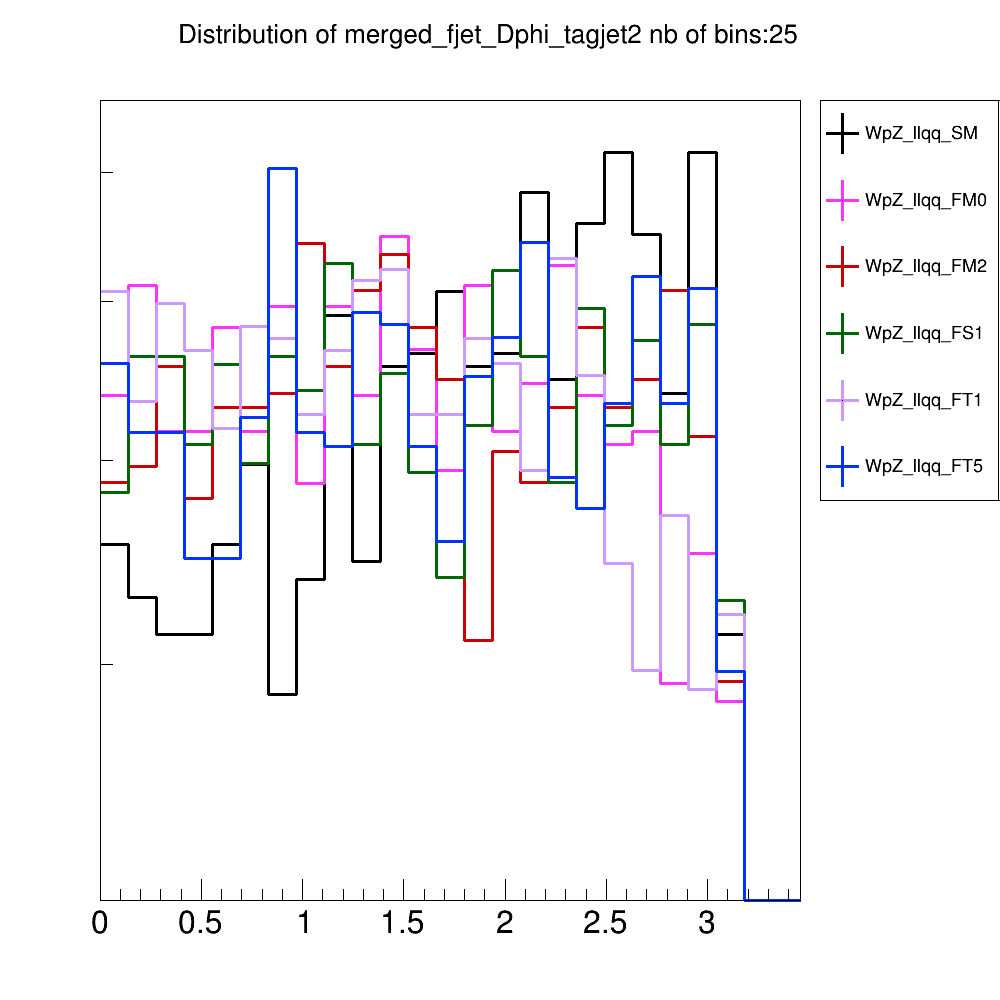 Distribution of merged_fjet_Dphi_tagjet2 nb of bins:25
WpZ_llqq_SM
WpZ_llqq_FM0
WpZ_llqq_FM2
WpZ_llqq_FS1
WpZ_llqq_FT1
WpZ_llqq_FT5
0 0.5 1 1.5 2 2.5 3